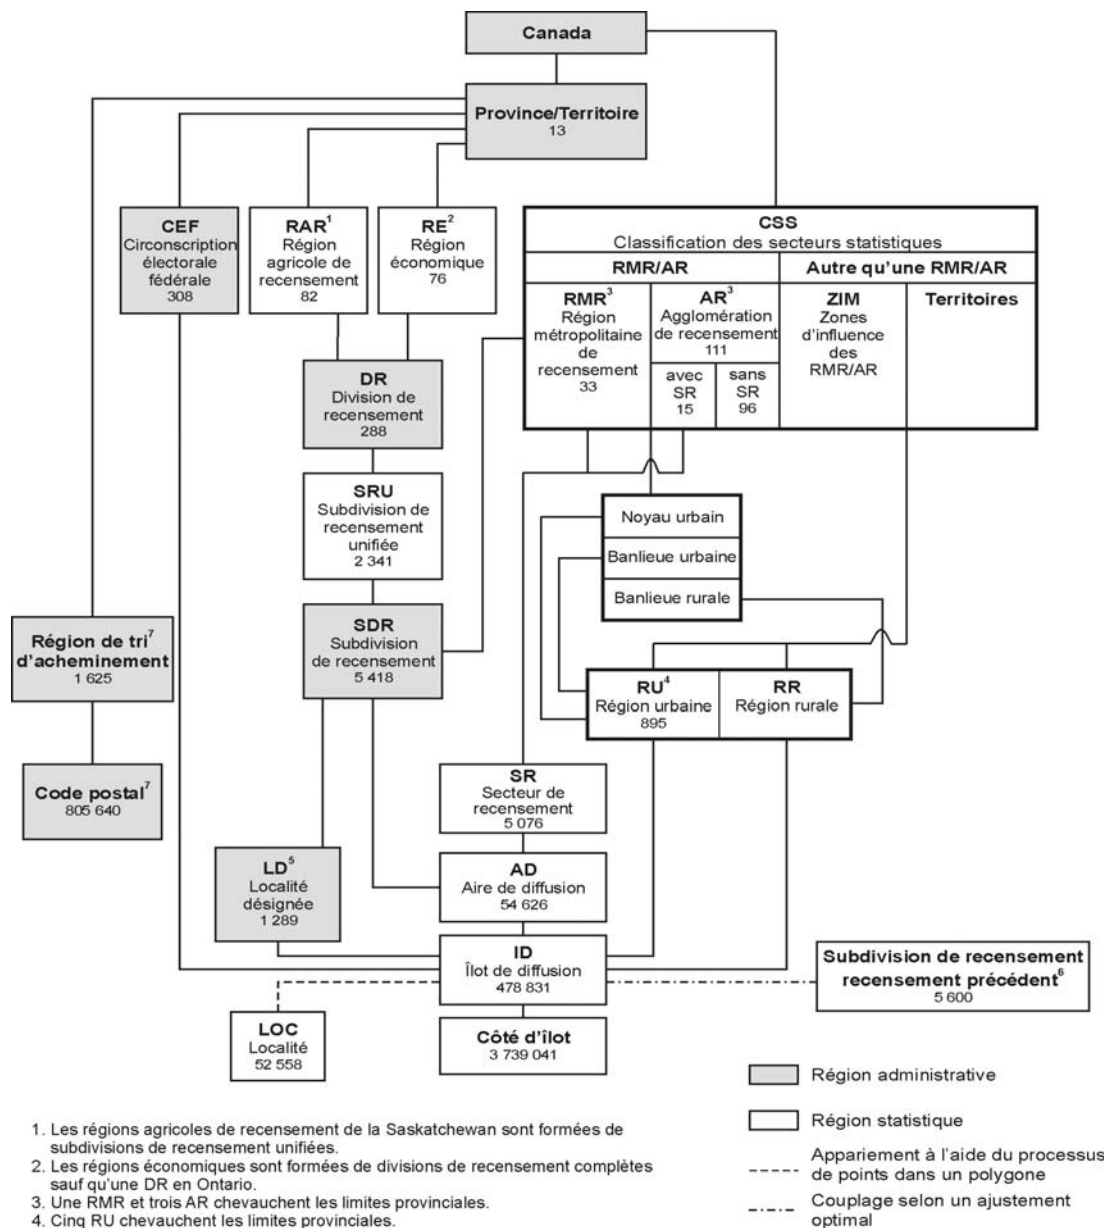 Canada
Province/Territoire
13
CEF
Circonscription
électorale
fédérale
308
RAR1
Région
agricole de
recensement
82
RE2
Région
économique
76
CSS
Classification des secteurs statistiques
RMR/AR
Autre qu'une RMR/AR
RMR3
Région
métropolitaine
de
recensement
33
AR3
Agglomération
de recensement
111
avec
SR
15
sans
SR
96
ZIM
Zones
d'influence
des
RMR/AR
Territoires
DR
Division de
recensement
288
SRU
Subdivision de
recensement
unifiée
2 341
Noyau urbain
Banlieue urbaine
Banlieue rurale
Région de tri7
d'acheminement
1 625
SDR
Subdivision
de recensement
5 418
RU4
Région urbaine
895
RR
Région rurale
Code postal7
805 640
SR
Secteur de
recensement
5 076
LD5
Localité
désignée
1 289
AD
Aire de diffusion
54 626
ID
Îlot de diffusion
478 831
Subdivision de recensement
recensement précédent6
5 600
LOC
Localité
52 558
Côté d'îlot
3 739 041
Région administrative
Région statistique
Appariement à l'aide du processus
de points dans un polygone
Couplage selon un ajustement
optimal
1. Les régions agricoles de recensement de la Saskatchewan sont formées de
subdivisions de recensement unifiées.
2. Les régions économiques sont formées de divisions de recensement complètes
sauf qu'une DR en Ontario.
3. Une RMR et trois AR chevauchent les limites provinciales.
4. Cinq RU chevauchent les limites provinciales.